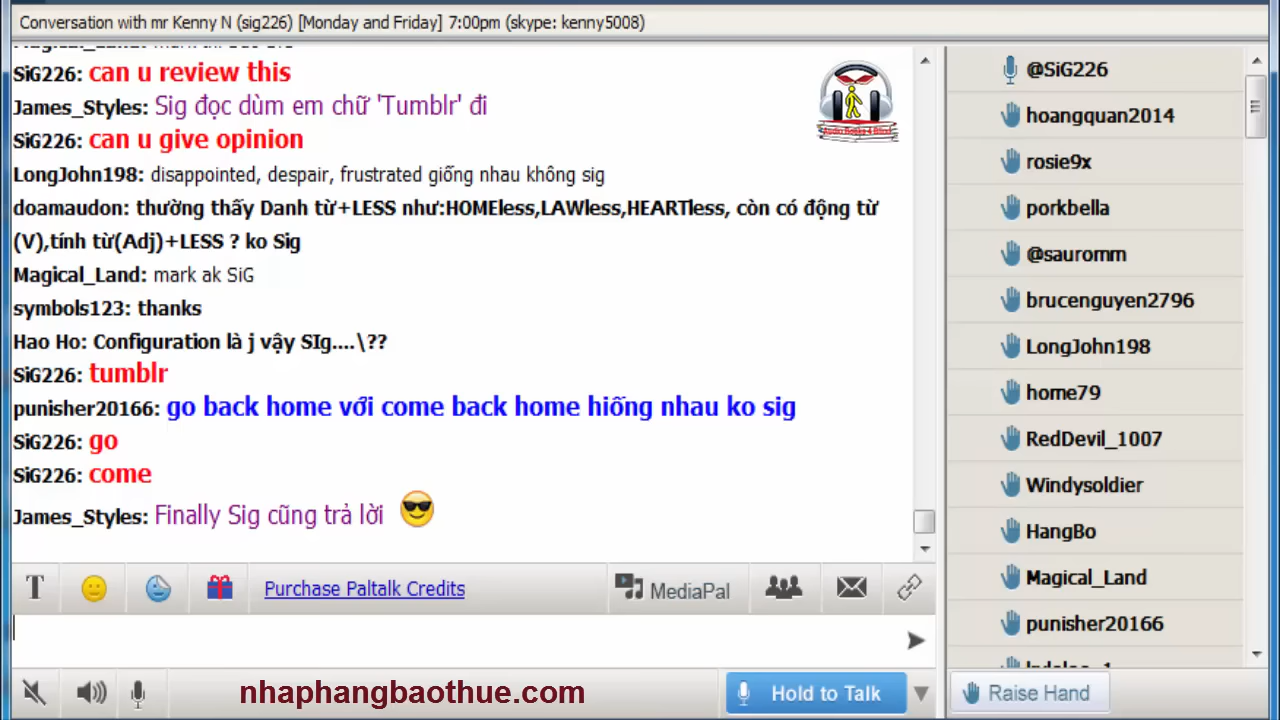 Conversation with mr Kenny N (sig226) [Monday and Friday] 7:00pm (skype: kenny5008)
SiG226: can u review this
James_Styles: Sig đọc dùm em chữ 'Tumblr' đi
SiG226: can u give opinion
LongJohn198: disappointed, despair, frustrated giống nhau không sig
doamaudon: thường thấy Danh từ+LESS như:HOMEless,LAWless,HEARTless, còn có động từ
(V),tính từ(Adj)+LESS ? ko Sig
Magical_Land: mark ak SiG
symbols123: thanks
Hao Ho: Configuration là j vậy SIg....\??
SiG226: tumblr
punisher20166: go back home với come back home hiống nhau ko sig
SiG226: go
SiG226: come
James_Styles: Finally Sig cũng trả lời
T
Purchase Paltalk Credits
MediaPal
nhaphangbaothue.com
Hold to Talk
@SiG226
hoangquan2014
rosie9x
porkbella
@sauromm
brucenguyen2796
LongJohn198
home79
RedDevil_1007
Windysoldier
HangBo
Magical_Land
punisher20166
Raise Hand